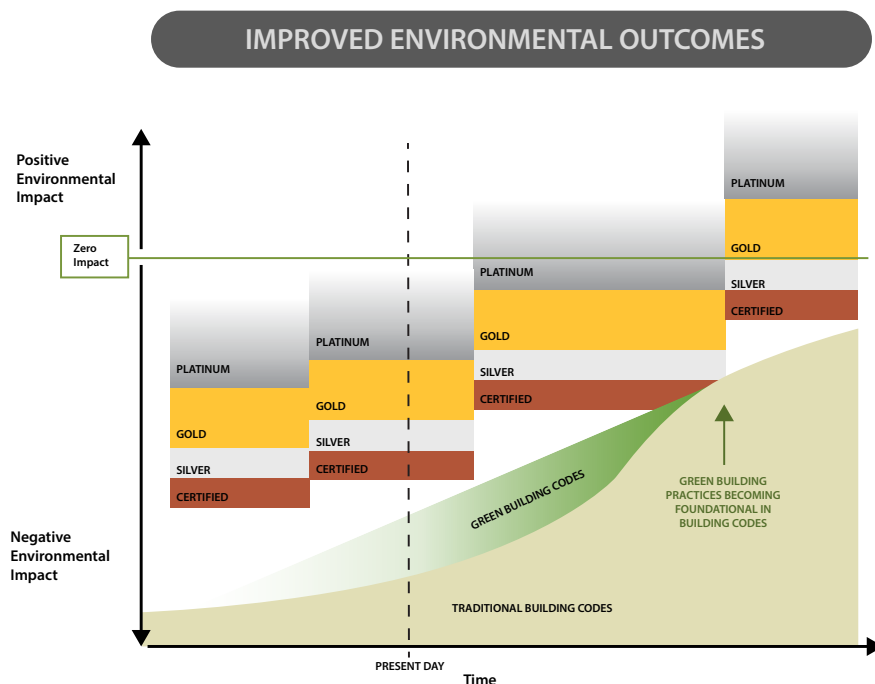 IMPROVED ENVIRONMENTAL OUTCOMES
Positive
Environmental
Impact
Zero
Impact
Negative
Environmental
Impact
PLATINUM
GOLD
SILVER
CERTIFIED
PLATINUM
GOLD
SILVER
CERTIFIED
PLATINUM
GOLD
SILVER
CERTIFIED
PLATINUM
GOLD
SILVER
CERTIFIED
GREEN BUILDING CODES
GREEN BUILDING
PRACTICES BECOMING
FOUNDATIONAL IN
BUILDING CODES
TRADITIONAL BUILDING CODES
PRESENT DAY
Time